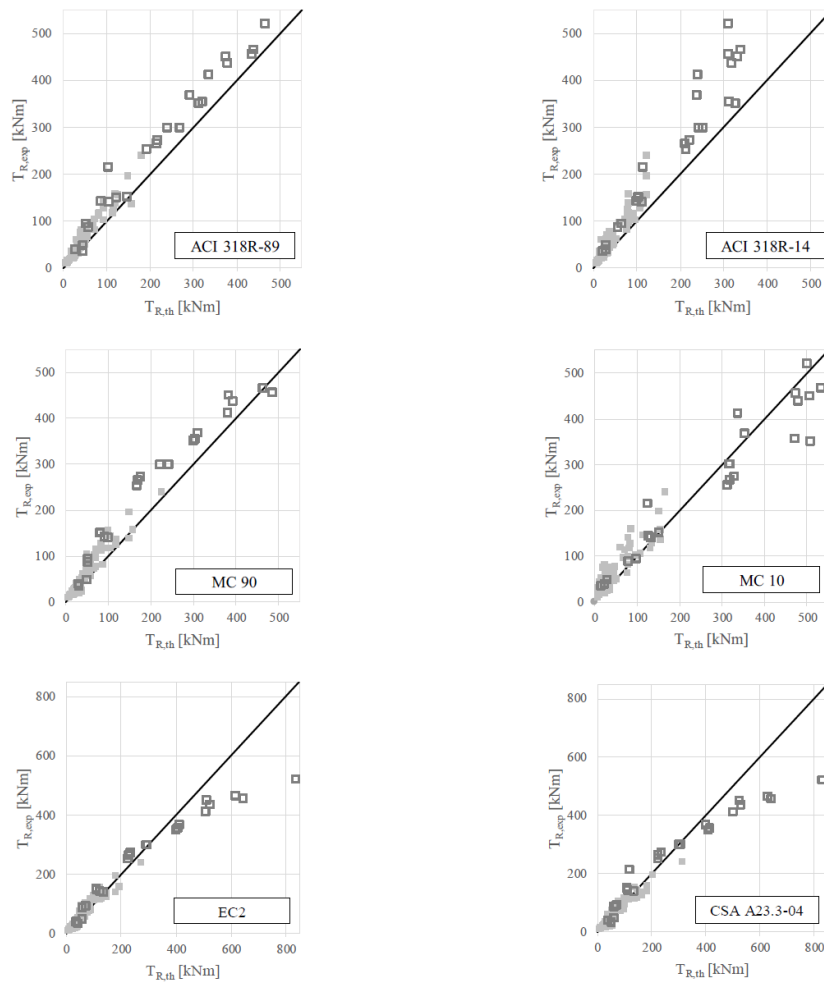 500
400
300
200
100
0
T_R,exp [kNm]
ACI 318R-89
0 100 200 300 400 500
T_R,th [kNm]
500
400
300
200
100
0
T_R,exp [kNm]
ACI 318R-14
0 100 200 300 400 500
T_R,th [kNm]
500
400
300
200
100
0
T_R,exp [kNm]
MC 90
0 100 200 300 400 500
T_R,th [kNm]
500
400
300
200
100
0
T_R,exp [kNm]
MC 10
0 100 200 300 400 500
T_R,th [kNm]
800
600
400
200
0
T_R,exp [kNm]
EC2
0 200 400 600 800
T_R,th [kNm]
800
600
400
200
0
T_R,exp [kNm]
CSA A23.3-04
0 200 400 600 800
T_R,th [kNm]